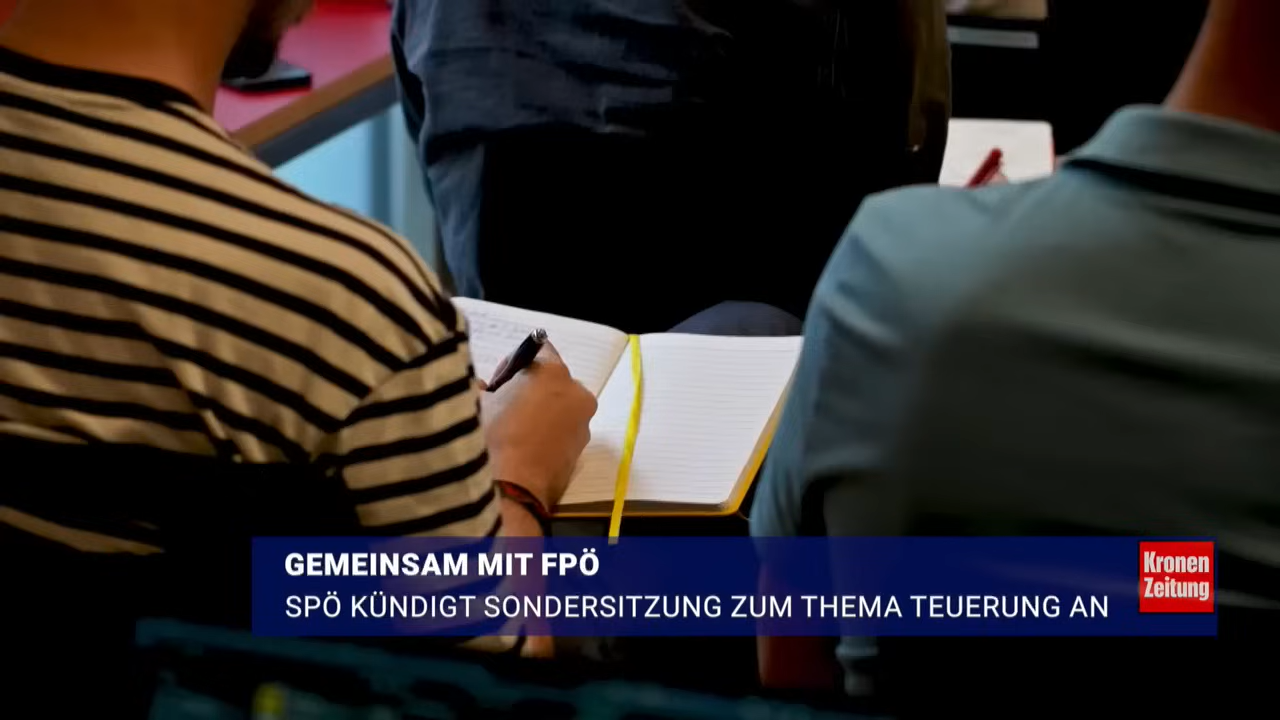 GEMEINSAM MIT FPÖ
SPÖ KÜNDIGT SONDERSITZUNG ZUM THEMA TEUERUNG AN
Kronen
Zeitung